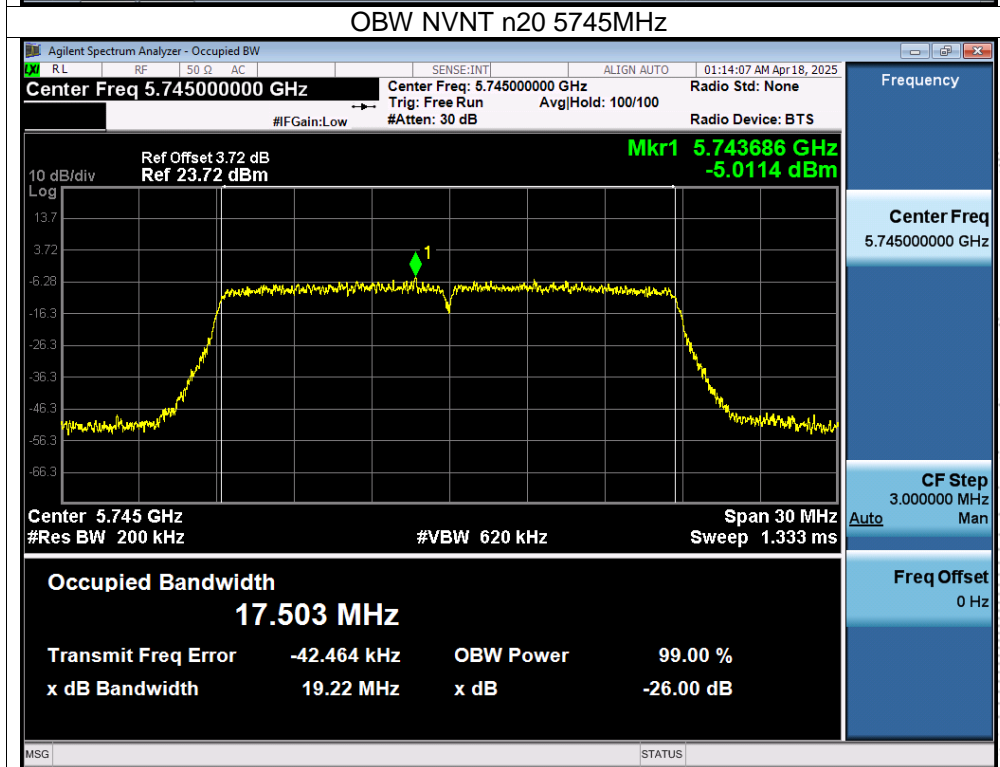 OBW NVNT n20 5745MHz
Agilent Spectrum Analyzer - Occupied BW
LXI RL RF 50 Ω AC SENSE:INT ALIGN AUTO 01:14:07 AM Apr 18, 2025
Center Freq 5.745000000 GHz
Center Freq: 5.745000000 GHz
Radio Std: None
Trig: Free Run Avg|Hold: 100/100
#IFGain:Low
#Atten: 30 dB
Radio Device: BTS
Frequency
Mkr1 5.743686 GHz
-5.0114 dBm
Ref Offset 3.72 dB
10 dB/div Ref 23.72 dBm
Log
13.7
3.72
-6.28
-16.3
-26.3
-36.3
-46.3
-56.3
-66.3
1
Center Freq
5.745000000 GHz
CF Step
3.000000 MHz
Auto Man
Center 5.745 GHz
Span 30 MHz
#Res BW 200 kHz
#VBW 620 kHz
Sweep 1.333 ms
Freq Offset
0 Hz
Occupied Bandwidth
17.503 MHz
Transmit Freq Error -42.464 kHz OBW Power 99.00 %
x dB Bandwidth 19.22 MHz x dB -26.00 dB
MSG STATUS